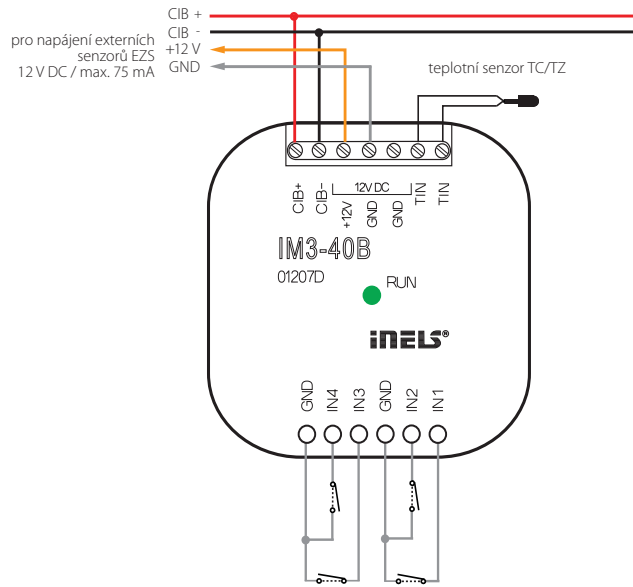 CIB +
CIB -
+12 V
GND
pro napájení externích
senzorů EZS
12 V DC / max. 75 mA
teplotní senzor TC/TZ
12V DC
CIB+
CIB-
+12V
GND
GND
TIN
TIN
IM3-40B
01207D
RUN
iNELS®
GND
IN4
IN3
GND
IN2
IN1